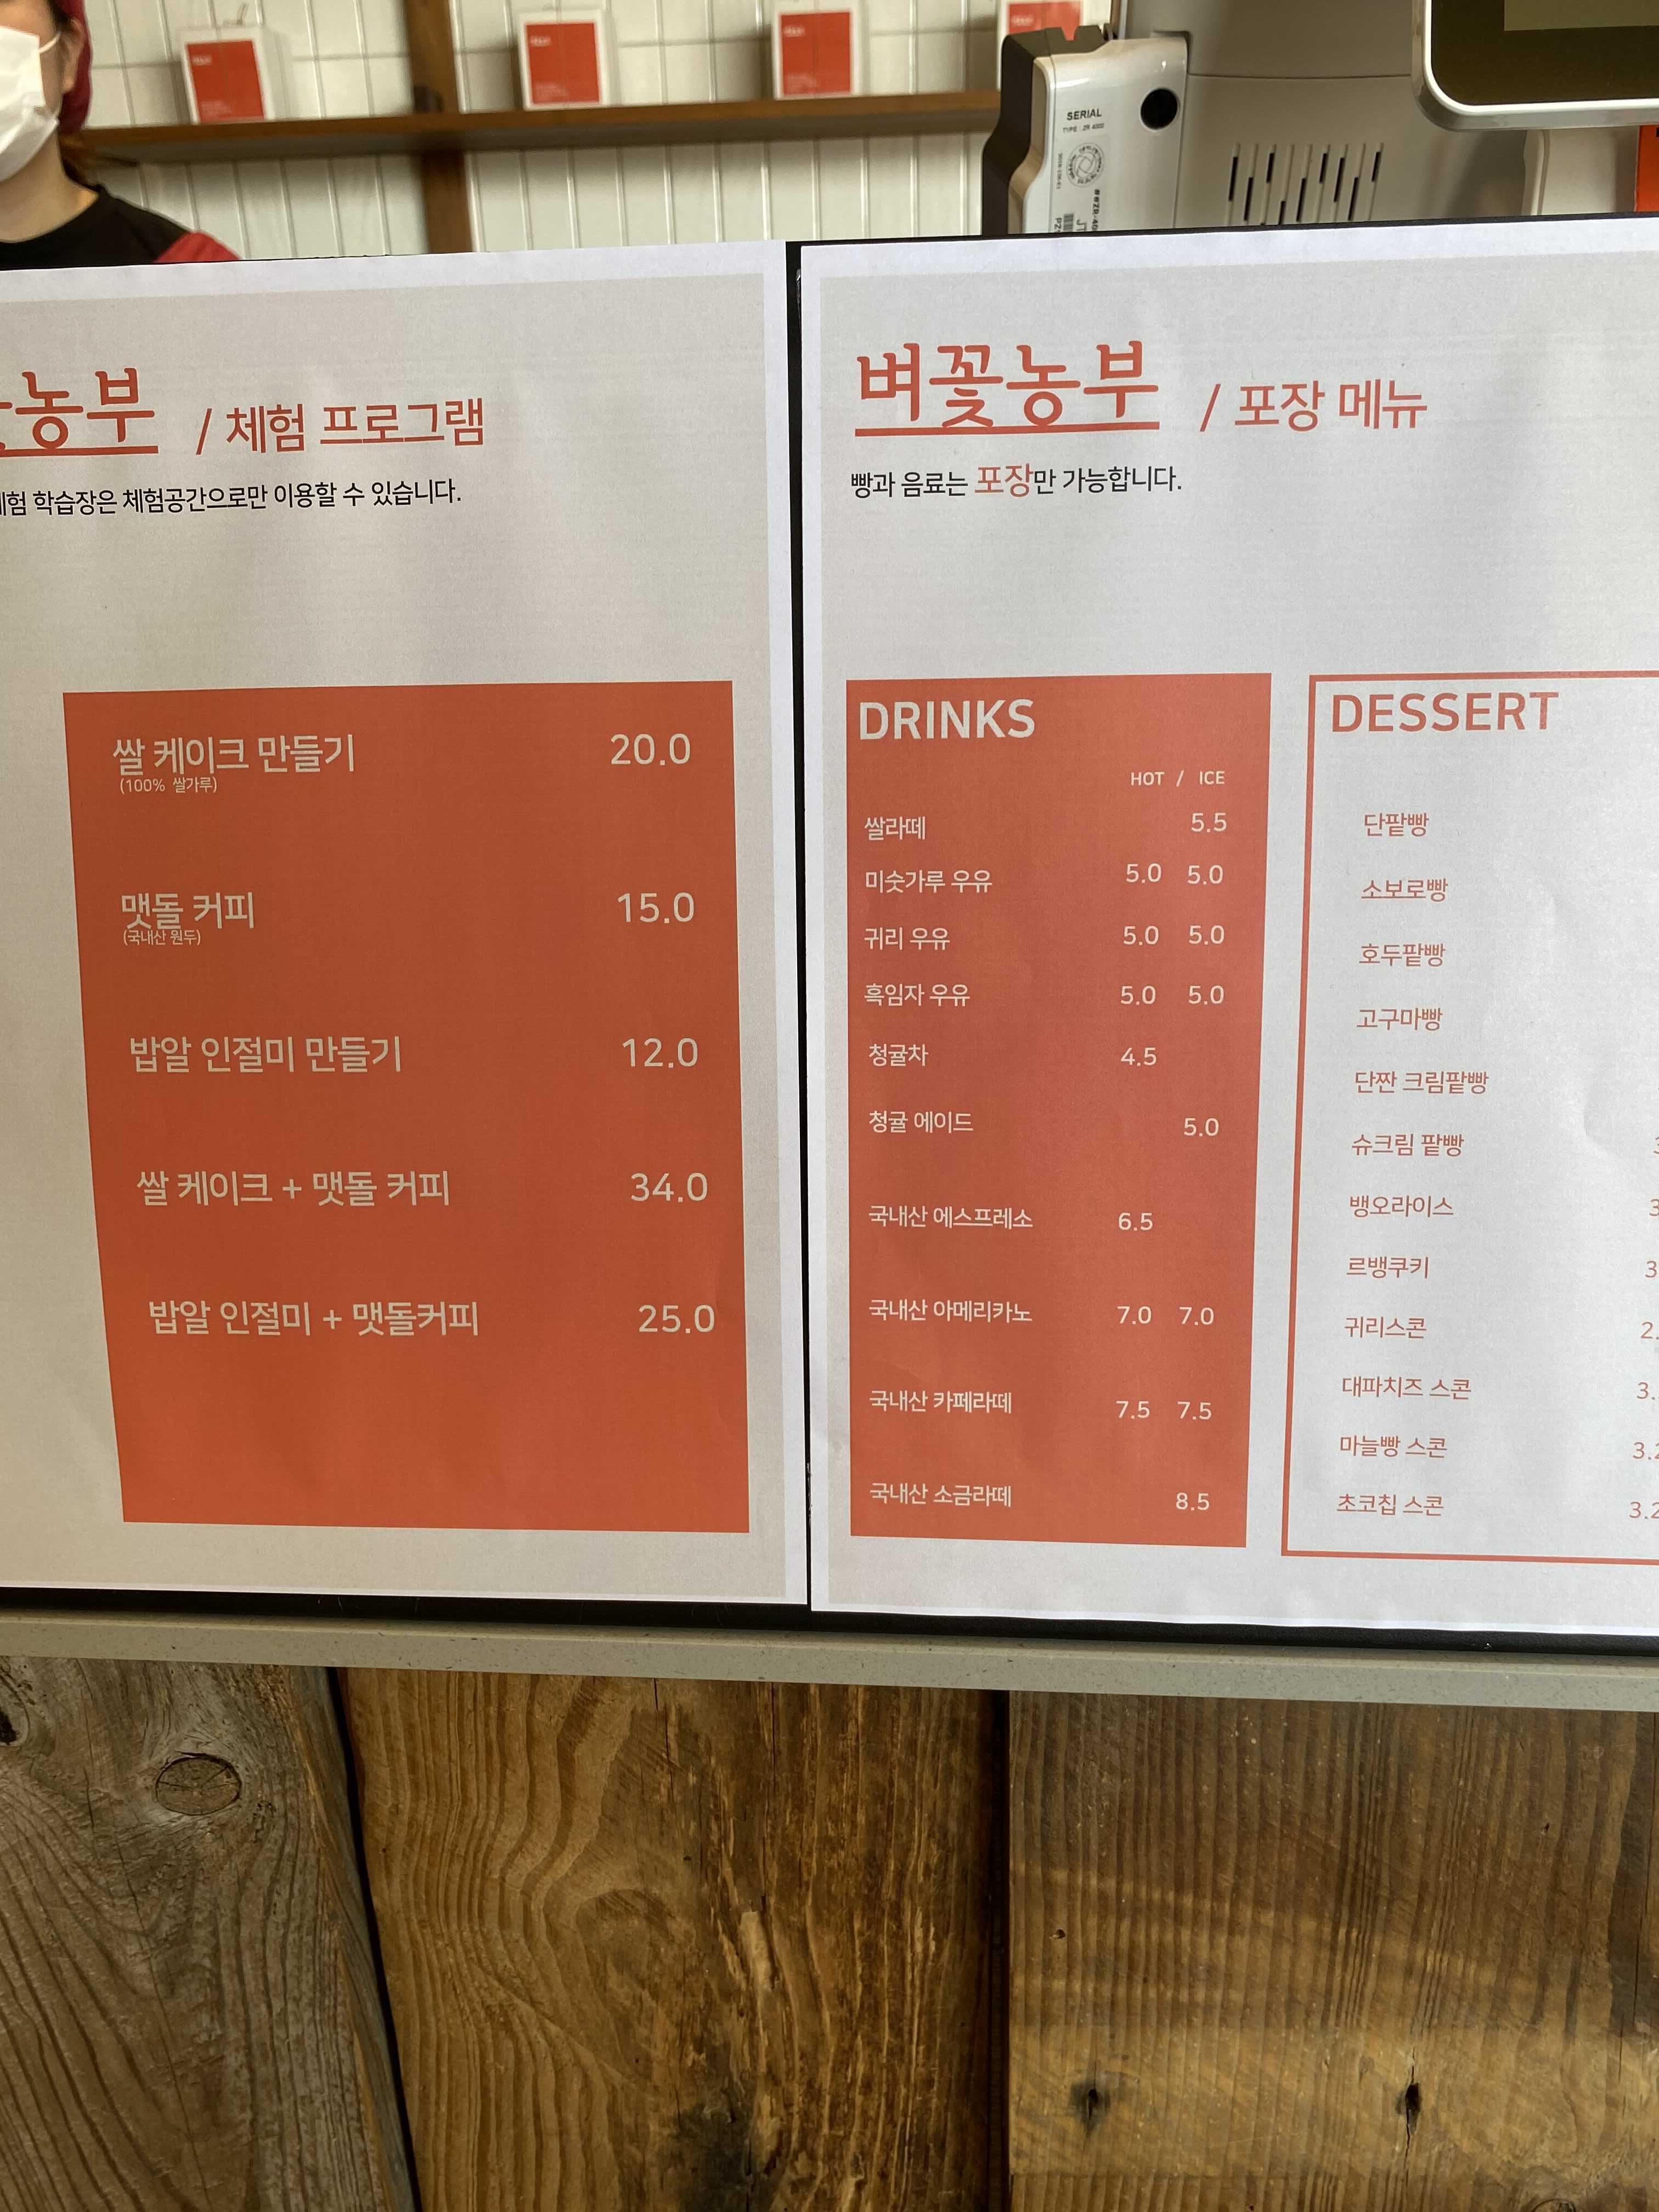 SERIAL
농부 / 체험 프로그램
체험 학습장은 체험공간으로만 이용할 수 있습니다.
쌀 케이크 만들기 20.0
(100% 쌀가루)
맷돌 커피 15.0
(국내산 원두)
밥알 인절미 만들기 12.0
쌀 케이크 + 맷돌 커피 34.0
밥알 인절미 + 맷돌커피 25.0
벼꽃농부 / 포장 메뉴
빵과 음료는 포장만 가능합니다.
DRINKS
HOT / ICE
쌀라떼 5.5
미숫가루 우유 5.0 5.0
귀리 우유 5.0 5.0
흑임자 우유 5.0 5.0
청귤차 4.5
청귤 에이드 5.0
국내산 에스프레소 6.5
국내산 아메리카노 7.0 7.0
국내산 카페라떼 7.5 7.5
국내산 소금라떼 8.5
DESSERT
단팥빵
소보로빵
호두팥빵
고구마빵
단짠 크림팥빵
슈크림 팥빵
뱅오라이스 3
르뱅쿠키 3
귀리스콘 2.
대파치즈 스콘 3.
마늘빵 스콘 3.2
초코칩 스콘 3.2